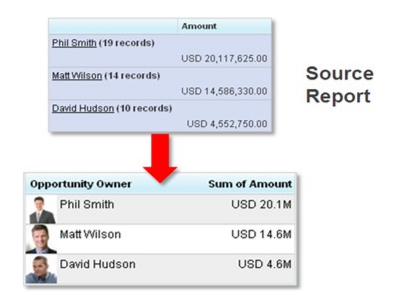 Amount
Phil Smith (19 records)
USD 20,117,625.00
Matt Wilson (14 records)
USD 14,586,330.00
David Hudson (10 records)
USD 4,552,750.00
Source
Report
Opportunity Owner Sum of Amount
Phil Smith USD 20.1M
Matt Wilson USD 14.6M
David Hudson USD 4.6M